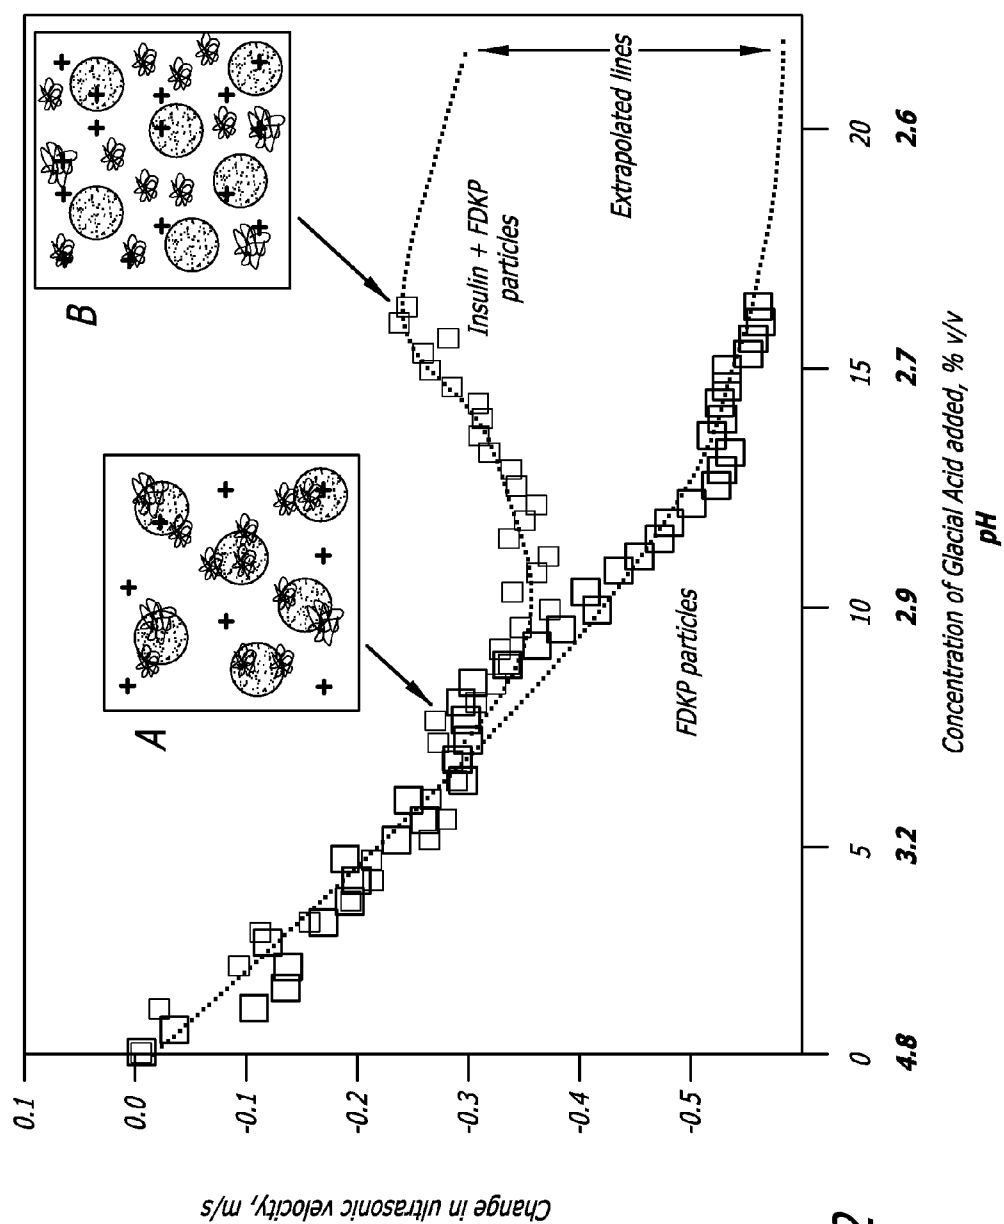 Change in ultrasonic velocity, m/s
0.1
0.0
-0.1
-0.2
-0.3
-0.4
-0.5
A
B
Insulin + FDKP
particles
Extrapolated lines
FDKP particles
0 5 10 15 20
4.8 3.2 2.9 2.7 2.6
Concentration of Glacial Acid added, % v/v
pH